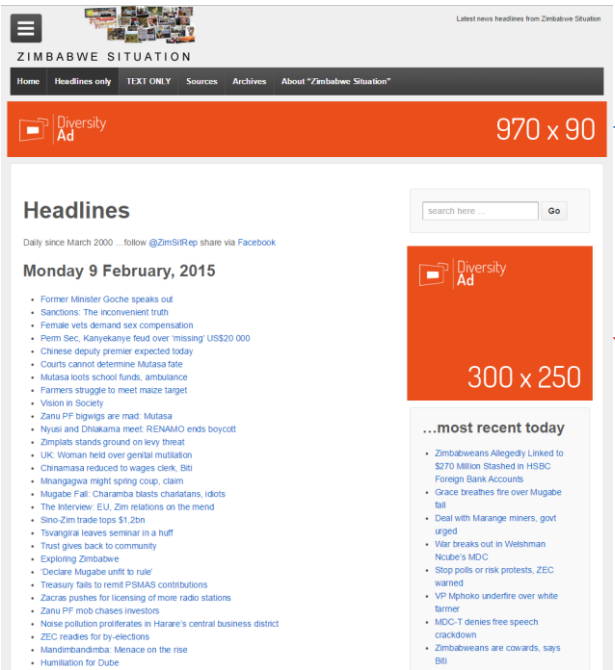 Latest news headlines from Zimbabwe Situation
ZIMBABWE SITUATION
Home Headlines only TEXT ONLY Sources Archives About "Zimbabwe Situation"
Diversity
Ad
970 x 90
Headlines
Daily since March 2000 ...follow @ZimSitRep share via Facebook
Monday 9 February, 2015
Former Minister Goche speaks out
Sanctions: The inconvenient truth
Female vets demand sex compensation
Perm Sec, Kanyekanye feud over 'missing' US$20 000
Chinese deputy premier expected today
Courts cannot determine Mutasa fate
Mutasa loots school funds, ambulance
Farmers struggle to meet maize target
Vision in Society
Zanu PF bigwigs are mad: Mutasa
Nyusi and Dhlakama meet: RENAMO ends boycott
Zimplats stands ground on levy threat
UK: Woman held over genital mutilation
Chinamasa reduced to wages clerk, Biti
Mnangagwa might spring coup, claim
Mugabe Fall: Charamba blasts charlatans, idiots
The Interview: EU, Zim relations on the mend
Sino-Zim trade tops $1,2bn
Tsvangirai leaves seminar in a huff
Trust gives back to community
Exploring Zimbabwe
'Declare Mugabe unfit to rule'
Treasury fails to remit PSMAS contributions
Zacras pushes for licensing of more radio stations
Zanu PF mob chases investors
Noise pollution proliferates in Harare's central business district
ZEC readies for by-elections
Mandimbandimba: Menace on the rise
Humiliation for Dube
search here ...
Go
Diversity
Ad
300 x 250
...most recent today
Zimbabweans Allegedly Linked to
$270 Million Stashed in HSBC
Foreign Bank Accounts
Grace breathes fire over Mugabe
fall
Deal with Marange miners, govt
urged
War breaks out in Welshman
Ncube's MDC
Stop polls or risk protests, ZEC
warned
VP Mphoko underfire over white
farmer
MDC-T denies free speech
crackdown
Zimbabweans are cowards, says
Biti